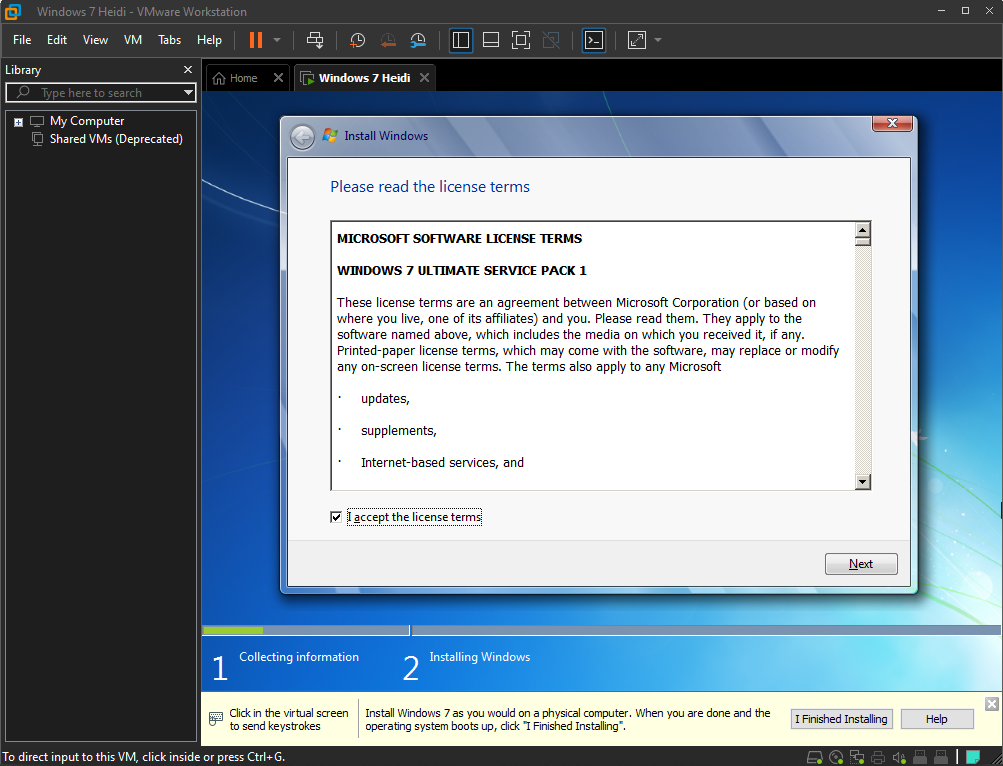 Windows 7 Heidi - VMware Workstation
File Edit View VM Tabs Help
Library
Type here to search
My Computer
Shared VMs (Deprecated)
Home
Windows 7 Heidi
Install Windows
Please read the license terms
MICROSOFT SOFTWARE LICENSE TERMS
WINDOWS 7 ULTIMATE SERVICE PACK 1
These license terms are an agreement between Microsoft Corporation (or based on
where you live, one of its affiliates) and you. Please read them. They apply to the
software named above, which includes the media on which you received it, if any.
Printed-paper license terms, which may come with the software, may replace or modify
any on-screen license terms. The terms also apply to any Microsoft
· updates,
· supplements,
· Internet-based services, and
I accept the license terms
Next
1 Collecting information
2 Installing Windows
Click in the virtual screen
to send keystrokes
Install Windows 7 as you would on a physical computer. When you are done and the
operating system boots up, click "I Finished Installing".
I Finished Installing
Help
To direct input to this VM, click inside or press Ctrl+G.